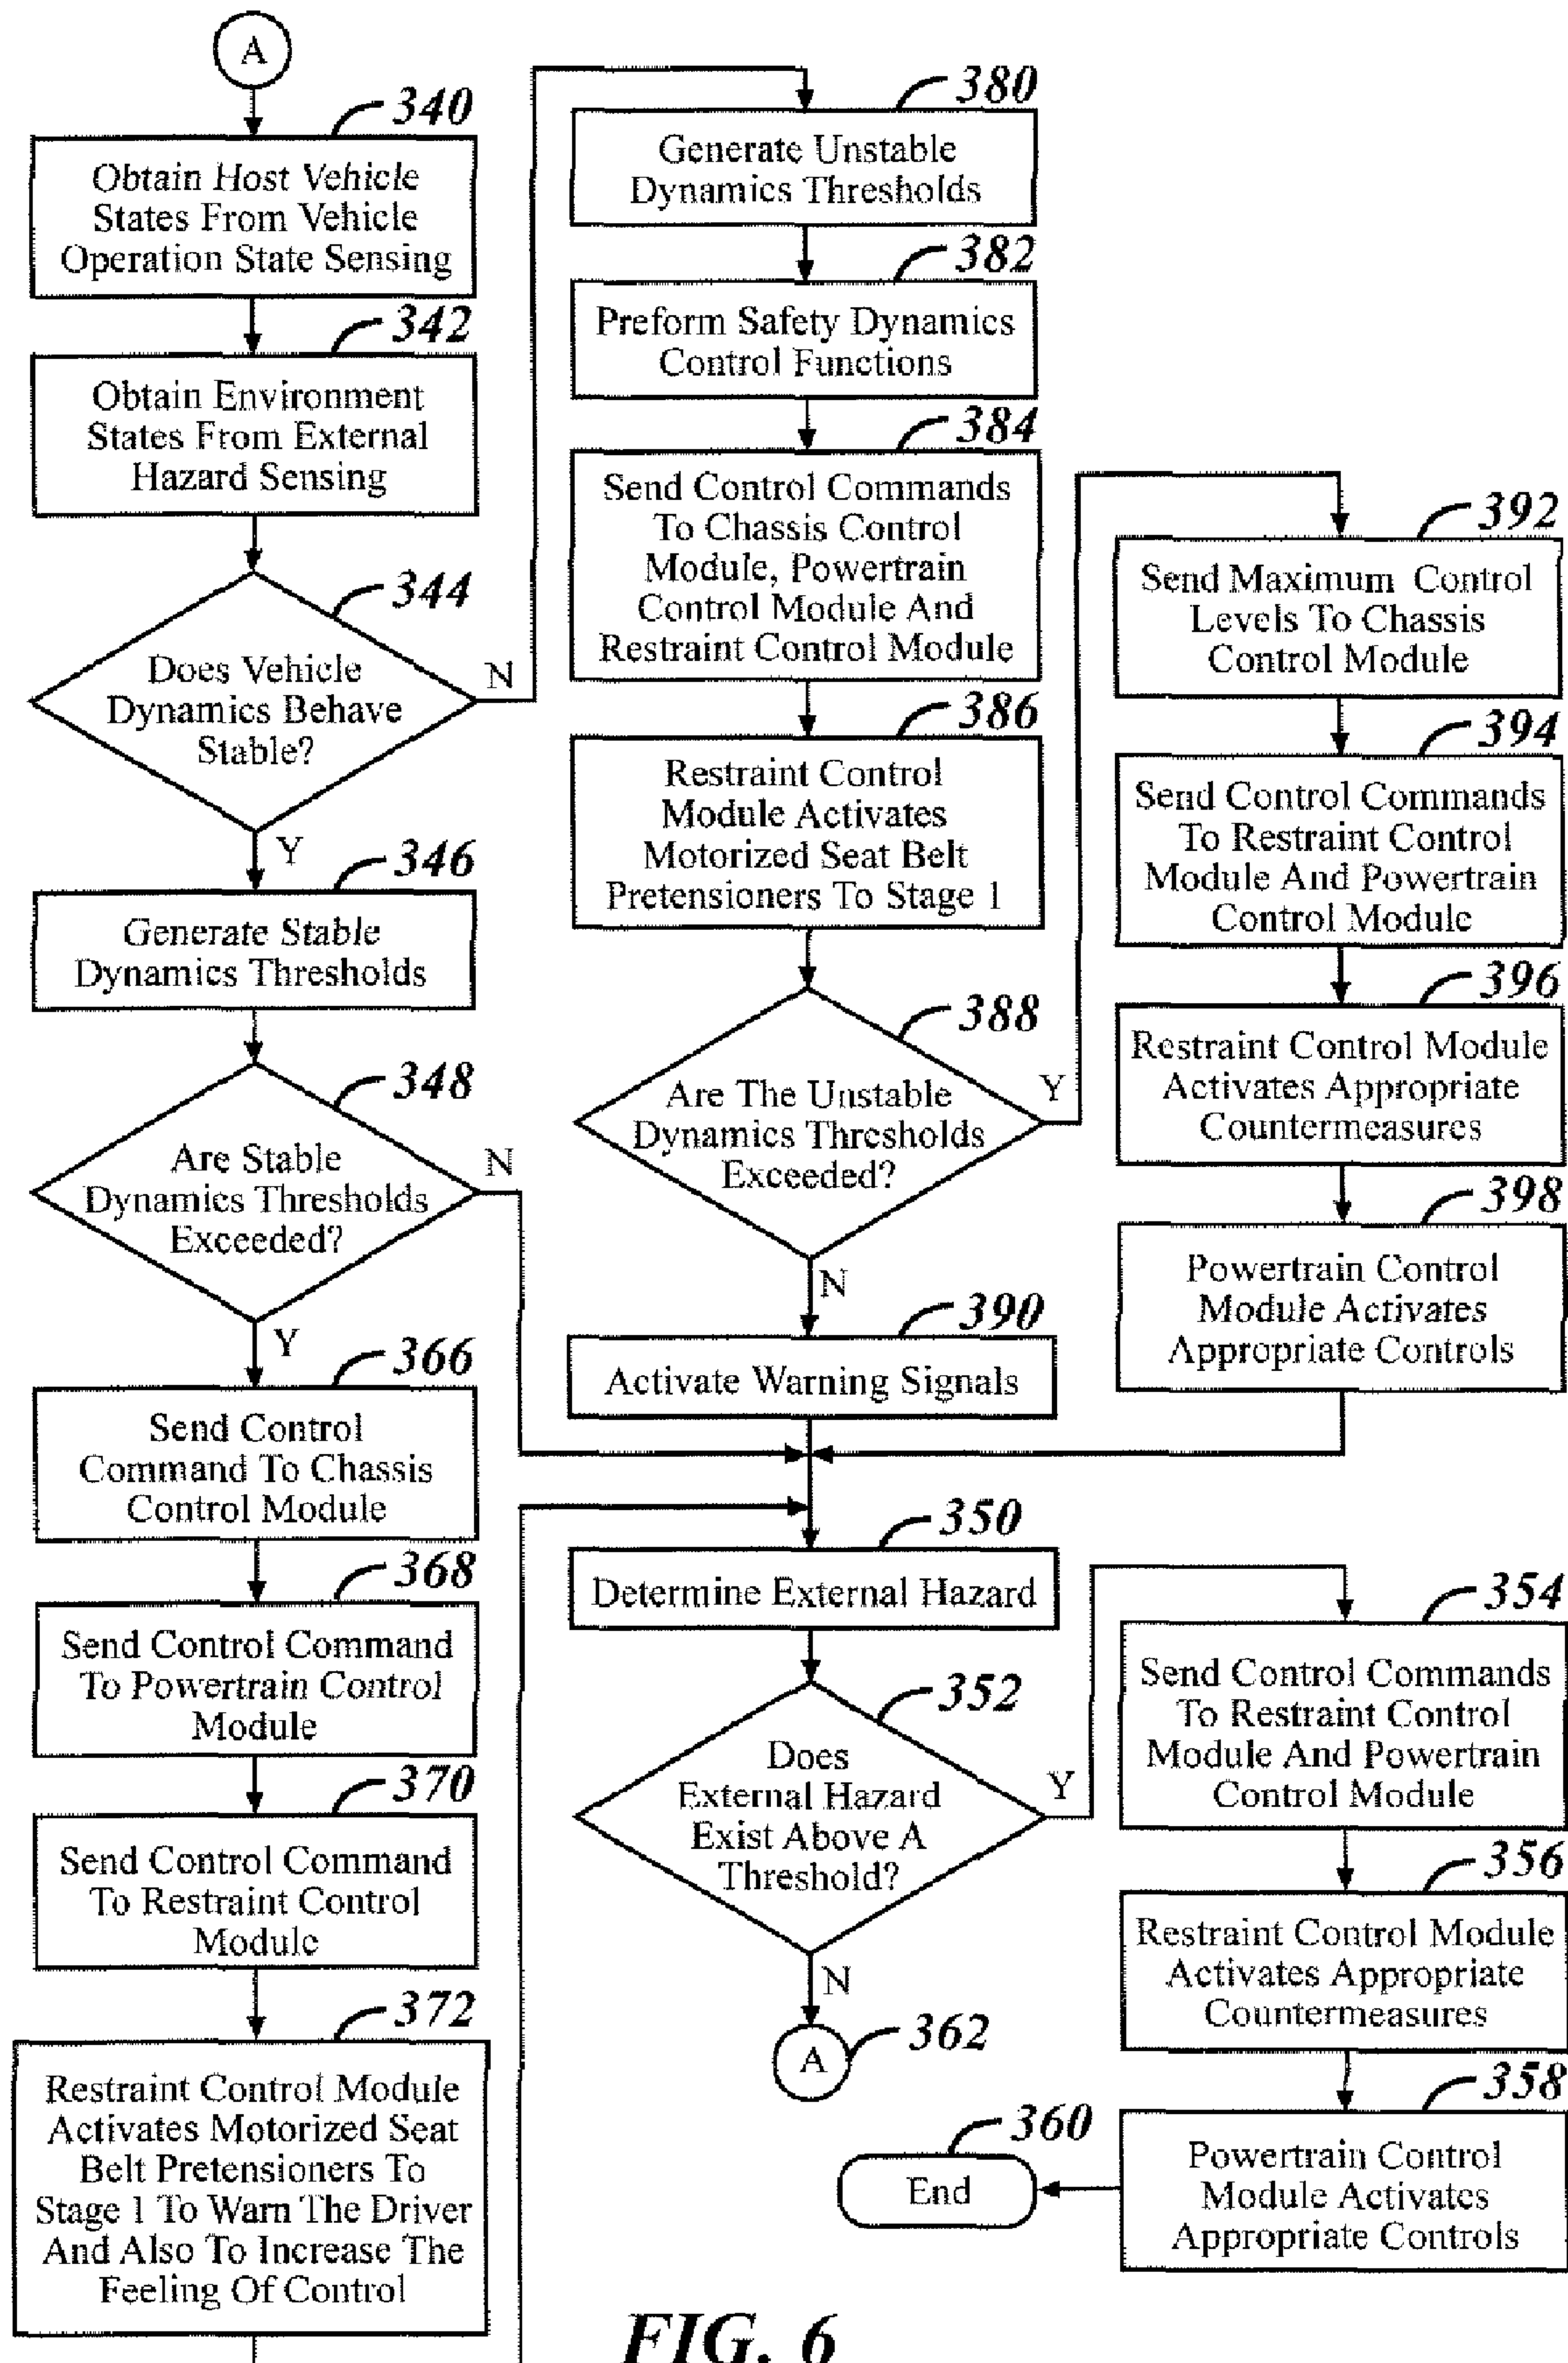 A
340
Obtain Host Vehicle
States From Vehicle
Operation State Sensing
342
Obtain Environment
States From External
Hazard Sensing
344
Does Vehicle
Dynamics Behave
Stable?
N
Y
346
Generate Stable
Dynamics Thresholds
348
Are Stable
Dynamics Thresholds
Exceeded?
N
Y
366
Send Control
Command To Chassis
Control Module
368
Send Control Command
To Powertrain Control
Module
370
Send Control Command
To Restraint Control
Module
372
Restraint Control Module
Activates Motorized Seat
Belt Pretensioners To
Stage 1 To Warn The Driver
And Also To Increase The
Feeling Of Control
380
Generate Unstable
Dynamics Thresholds
382
Preform Safety Dynamics
Control Functions
384
Send Control Commands
To Chassis Control
Module, Powertrain
Control Module And
Restraint Control Module
386
Restraint Control
Module Activates
Motorized Seat Belt
Pretensioners To Stage 1
388
Are The Unstable
Dynamics Thresholds
Exceeded?
Y
N
390
Activate Warning Signals
350
Determine External Hazard
352
Does
External Hazard
Exist Above A
Threshold?
Y
N
A
362
360
End
392
Send Maximum Control
Levels To Chassis
Control Module
394
Send Control Commands
To Restraint Control
Module And Powertrain
Control Module
396
Restraint Control Module
Activates Appropriate
Countermeasures
398
Powertrain Control
Module Activates
Appropriate Controls
354
Send Control Commands
To Restraint Control
Module And Powertrain
Control Module
356
Restraint Control Module
Activates Appropriate
Countermeasures
358
Powertrain Control
Module Activates
Appropriate Controls
FIG. 6